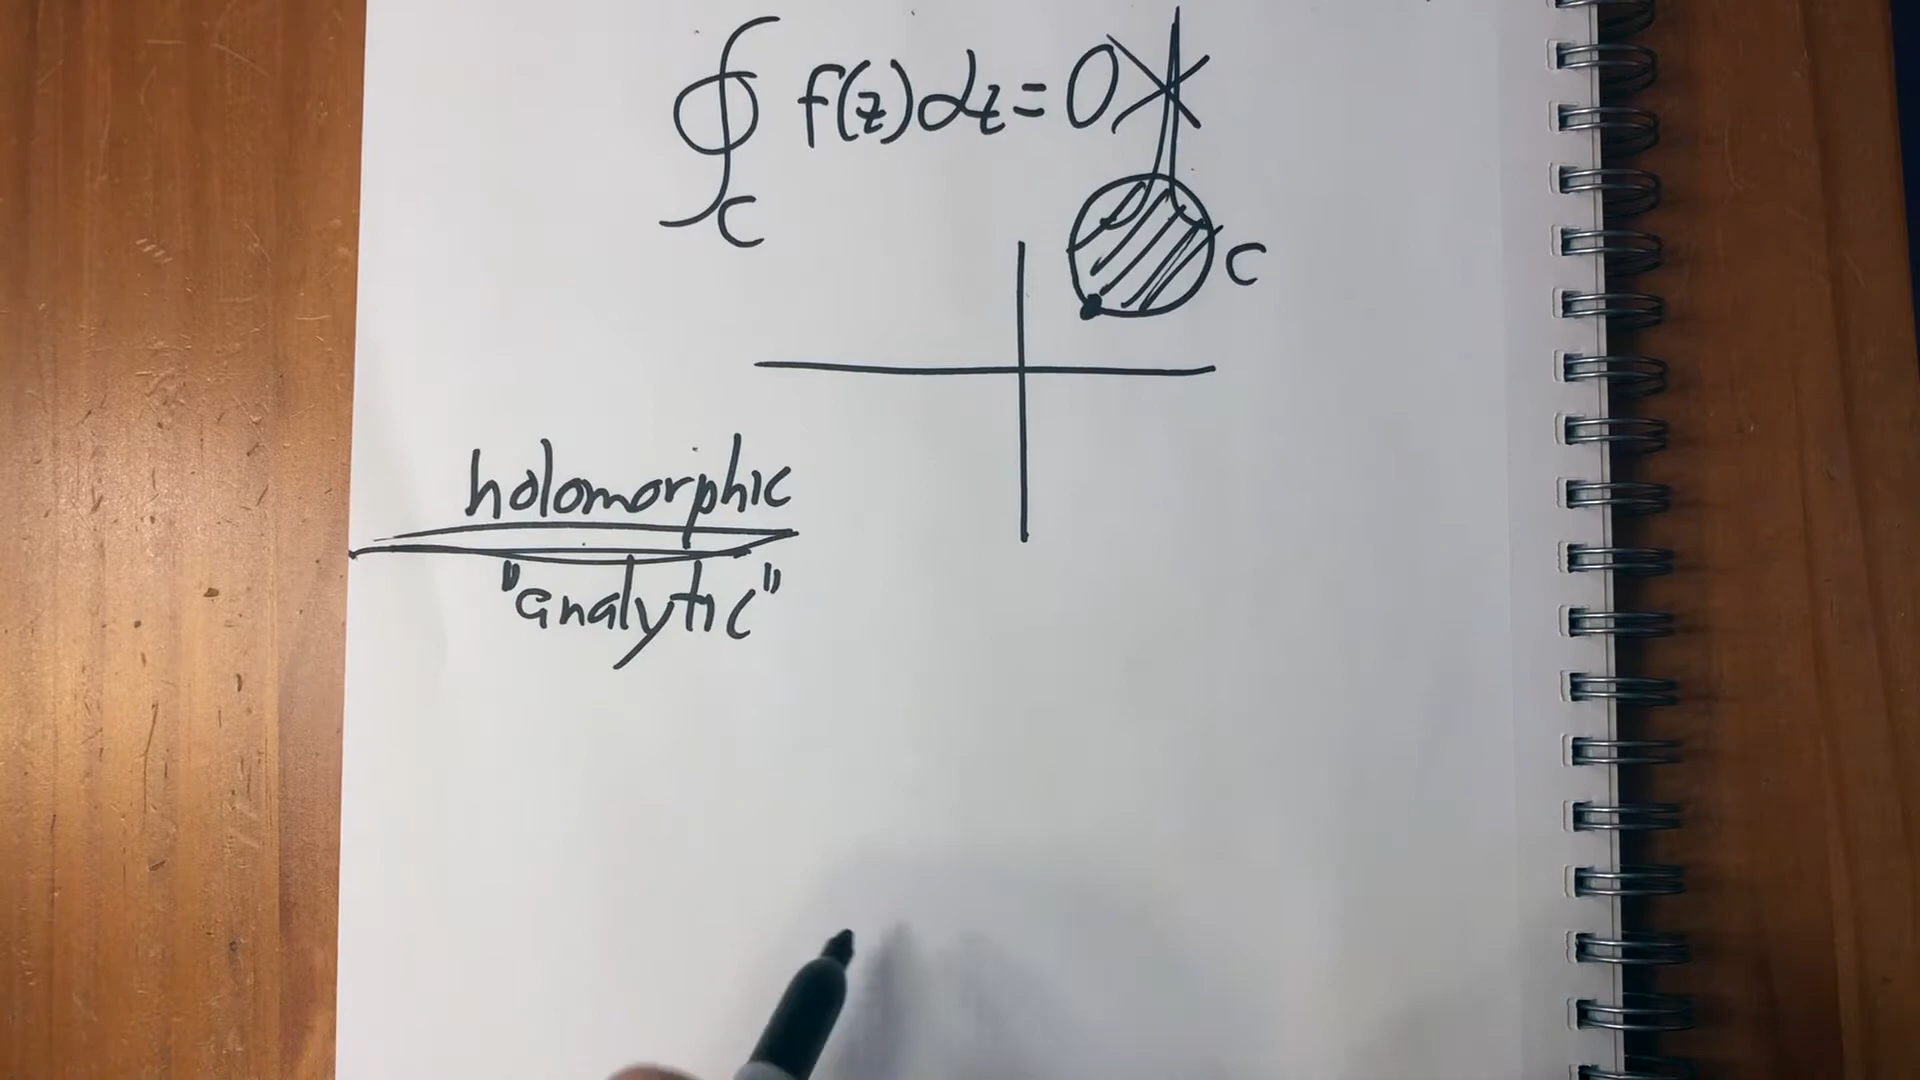 ∮_C f(z)dz = 0
C
holomorphic
"analytic"